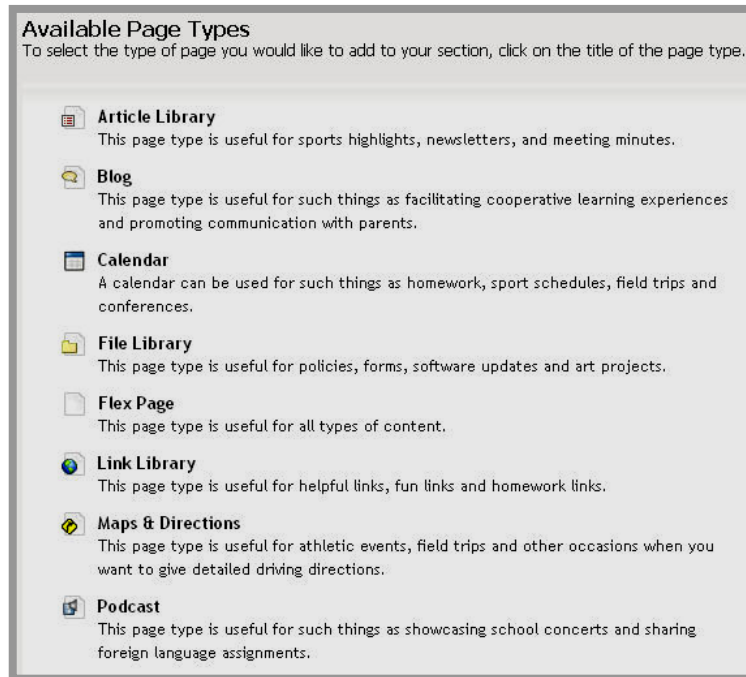 Available Page Types
To select the type of page you would like to add to your section, click on the title of the page type.
Article Library
This page type is useful for sports highlights, newsletters, and meeting minutes.
Blog
This page type is useful for such things as facilitating cooperative learning experiences
and promoting communication with parents.
Calendar
A calendar can be used for such things as homework, sport schedules, field trips and
conferences.
File Library
This page type is useful for policies, forms, software updates and art projects.
Flex Page
This page type is useful for all types of content.
Link Library
This page type is useful for helpful links, fun links and homework links.
Maps & Directions
This page type is useful for athletic events, field trips and other occasions when you
want to give detailed driving directions.
Podcast
This page type is useful for such things as showcasing school concerts and sharing
foreign language assignments.